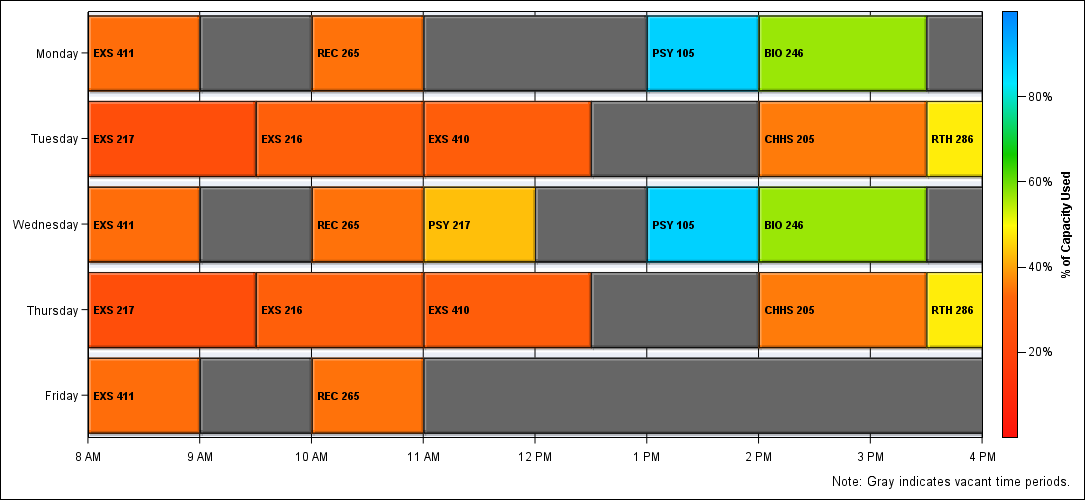 Monday
EXS 411
REC 265
PSY 105
BIO 246
Tuesday
EXS 217
EXS 216
EXS 410
CHHS 205
RTH 286
Wednesday
EXS 411
REC 265
PSY 217
PSY 105
BIO 246
Thursday
EXS 217
EXS 216
EXS 410
CHHS 205
RTH 286
Friday
EXS 411
REC 265
8 AM
9 AM
10 AM
11 AM
12 PM
1 PM
2 PM
3 PM
4 PM
80%
60%
40%
20%
% of Capacity Used
Note: Gray indicates vacant time periods.